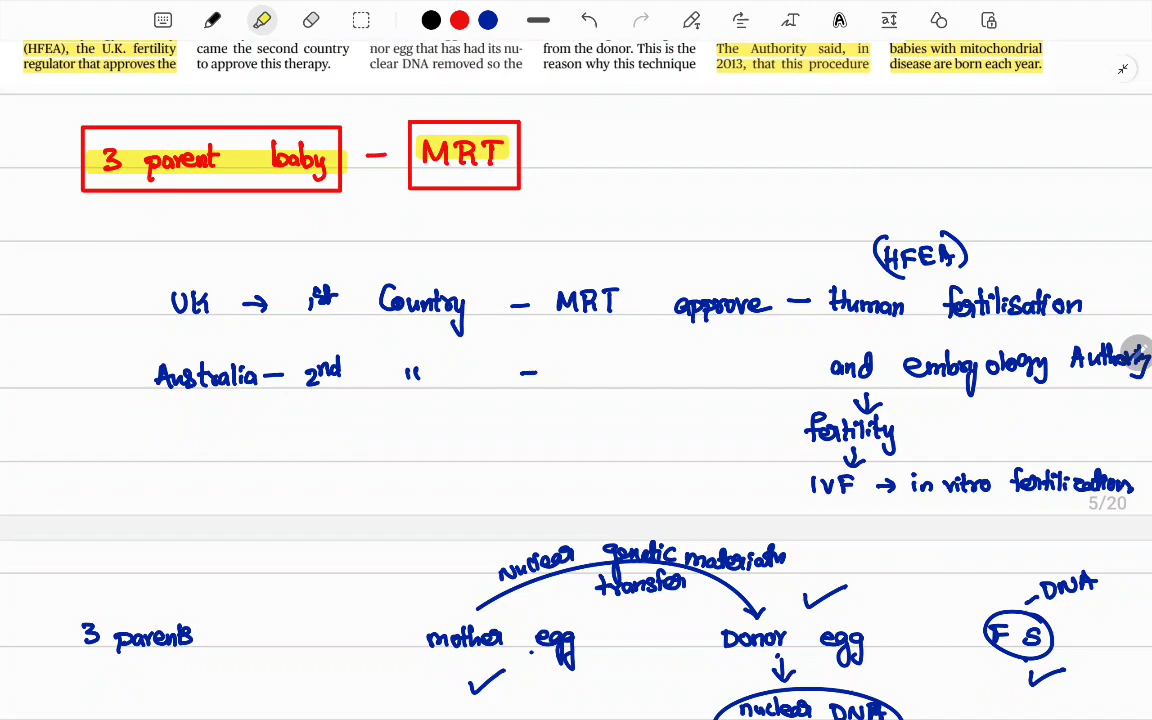 (HFEA), the U.K. fertility
regulator that approves the
came the second country
to approve this therapy.
nor egg that has had its nu-
clear DNA removed so the
from the donor. This is the
reason why this technique
The Authority said, in
2013, that this procedure
babies with mitochondrial
disease are born each year.
3 parent baby - MRT
(HFEA)
UK → 1st Country - MRT approve - Human fertilisation
Australia - 2nd " - and embryology Authority
↓
fertility
↓
IVF → in vitro fertilization
5/20
nuclear genetic materials
transfer
DNA
3 parents mother egg Donor egg F S
nuclear DNA